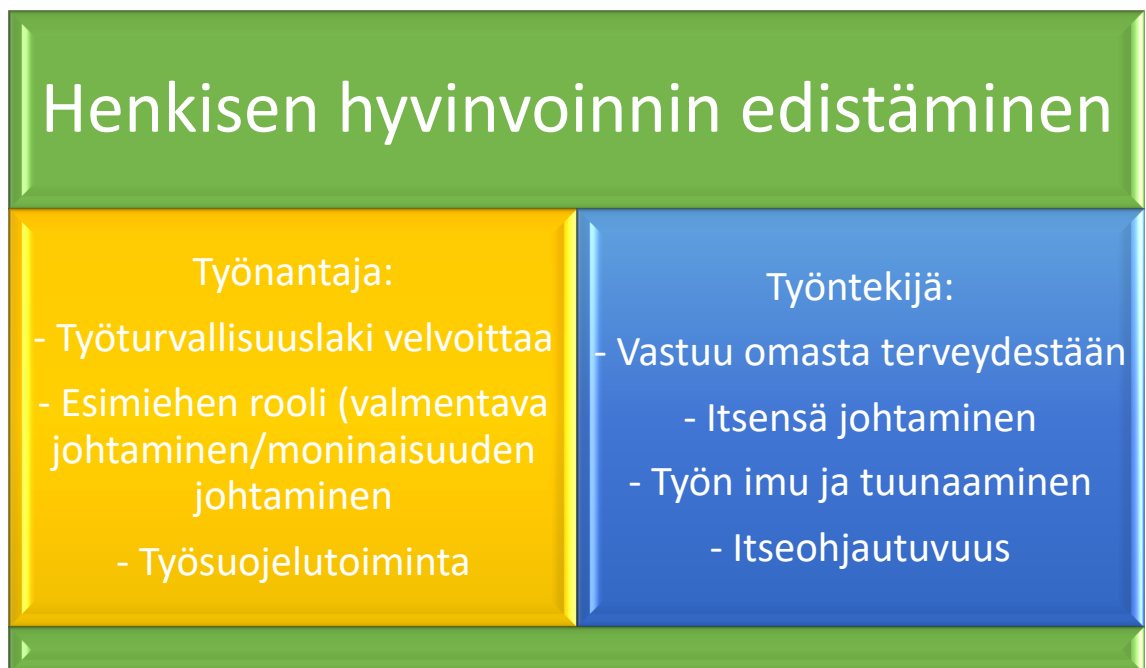 Henkisen hyvinvoinnin edistäminen
Työnantaja:
- Työturvallisuuslaki velvoittaa
- Esimiehen rooli (valmentava
johtaminen/moninaisuuden
johtaminen
- Työsuojelutoiminta
Työntekijä:
- Vastuu omasta terveydestään
- Itsensä johtaminen
- Työn imu ja tuunaaminen
- Itseohjautuvuus